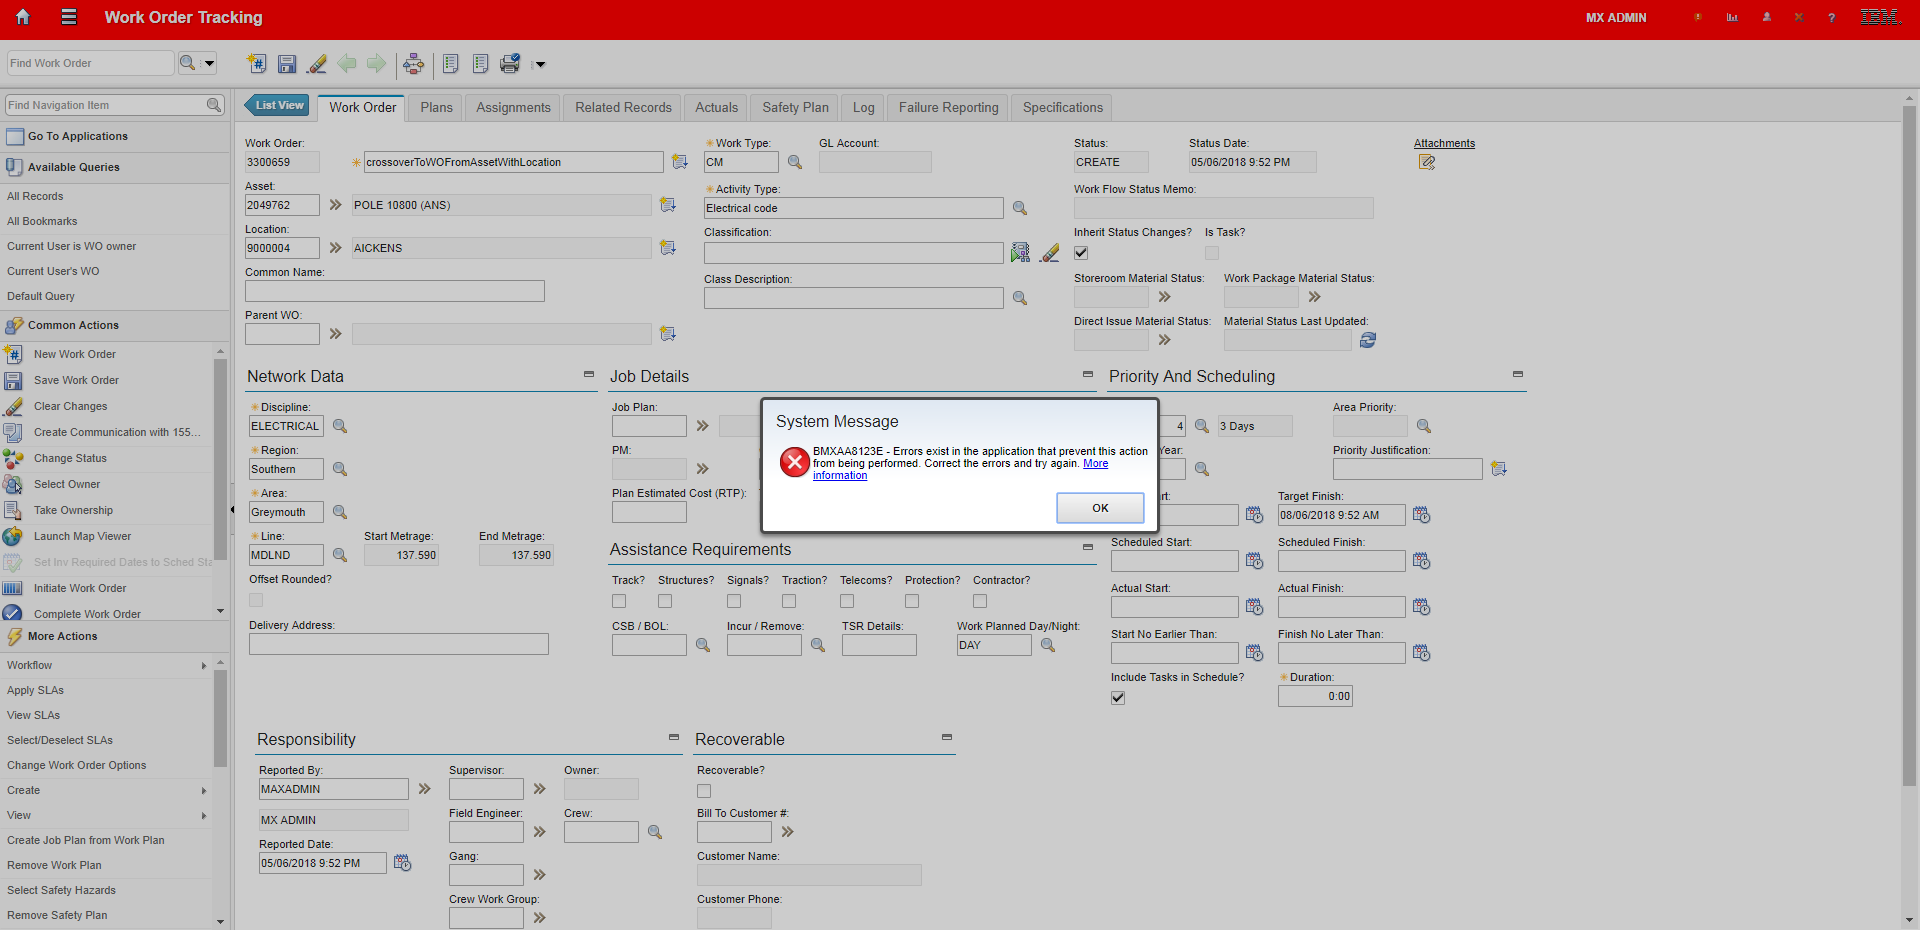 Work Order Tracking
MX ADMIN
?
IBM
Find Work Order
Find Navigation Item
List View
Work Order
Plans
Assignments
Related Records
Actuals
Safety Plan
Log
Failure Reporting
Specifications
Go To Applications
Available Queries
All Records
All Bookmarks
Current User is WO owner
Current User's WO
Default Query
Common Actions
New Work Order
Save Work Order
Clear Changes
Create Communication with 155...
Change Status
Select Owner
Take Ownership
Launch Map Viewer
Set Inv Required Dates to Sched Sta
Initiate Work Order
Complete Work Order
More Actions
Workflow
Apply SLAs
View SLAs
Select/Deselect SLAs
Change Work Order Options
Create
View
Create Job Plan from Work Plan
Remove Work Plan
Select Safety Hazards
Remove Safety Plan
Work Order:
3300659
crossoverToWOFromAssetWithLocation
Asset:
2049762
POLE 10800 (ANS)
Location:
9000004
AICKENS
Common Name:
Parent WO:
Work Type:
CM
GL Account:
Activity Type:
Electrical code
Classification:
Class Description:
Status:
CREATE
Status Date:
05/06/2018 9:52 PM
Attachments
Work Flow Status Memo:
Inherit Status Changes?
Is Task?
Storeroom Material Status:
Work Package Material Status:
Direct Issue Material Status:
Material Status Last Updated:
Network Data
Discipline:
ELECTRICAL
Region:
Southern
Area:
Greymouth
Line:
MDLND
Start Metrage:
137.590
End Metrage:
137.590
Offset Rounded?
Delivery Address:
Job Details
Job Plan:
PM:
Plan Estimated Cost (RTP):
System Message
BMXAA8123E - Errors exist in the application that prevent this action
from being performed. Correct the errors and try again. More
information
OK
Assistance Requirements
Track?
Structures?
Signals?
Traction?
Telecoms?
Protection?
Contractor?
CSB / BOL:
Incur / Remove:
TSR Details:
Work Planned Day/Night:
DAY
Priority And Scheduling
4
3 Days
Area Priority:
Year:
Priority Justification:
Target Finish:
08/06/2018 9:52 AM
Scheduled Start:
Scheduled Finish:
Actual Start:
Actual Finish:
Start No Earlier Than:
Finish No Later Than:
Include Tasks in Schedule?
Duration:
0:00
Responsibility
Reported By:
MAXADMIN
MX ADMIN
Reported Date:
05/06/2018 9:52 PM
Supervisor:
Owner:
Field Engineer:
Crew:
Gang:
Crew Work Group:
Recoverable
Recoverable?
Bill To Customer #:
Customer Name:
Customer Phone: